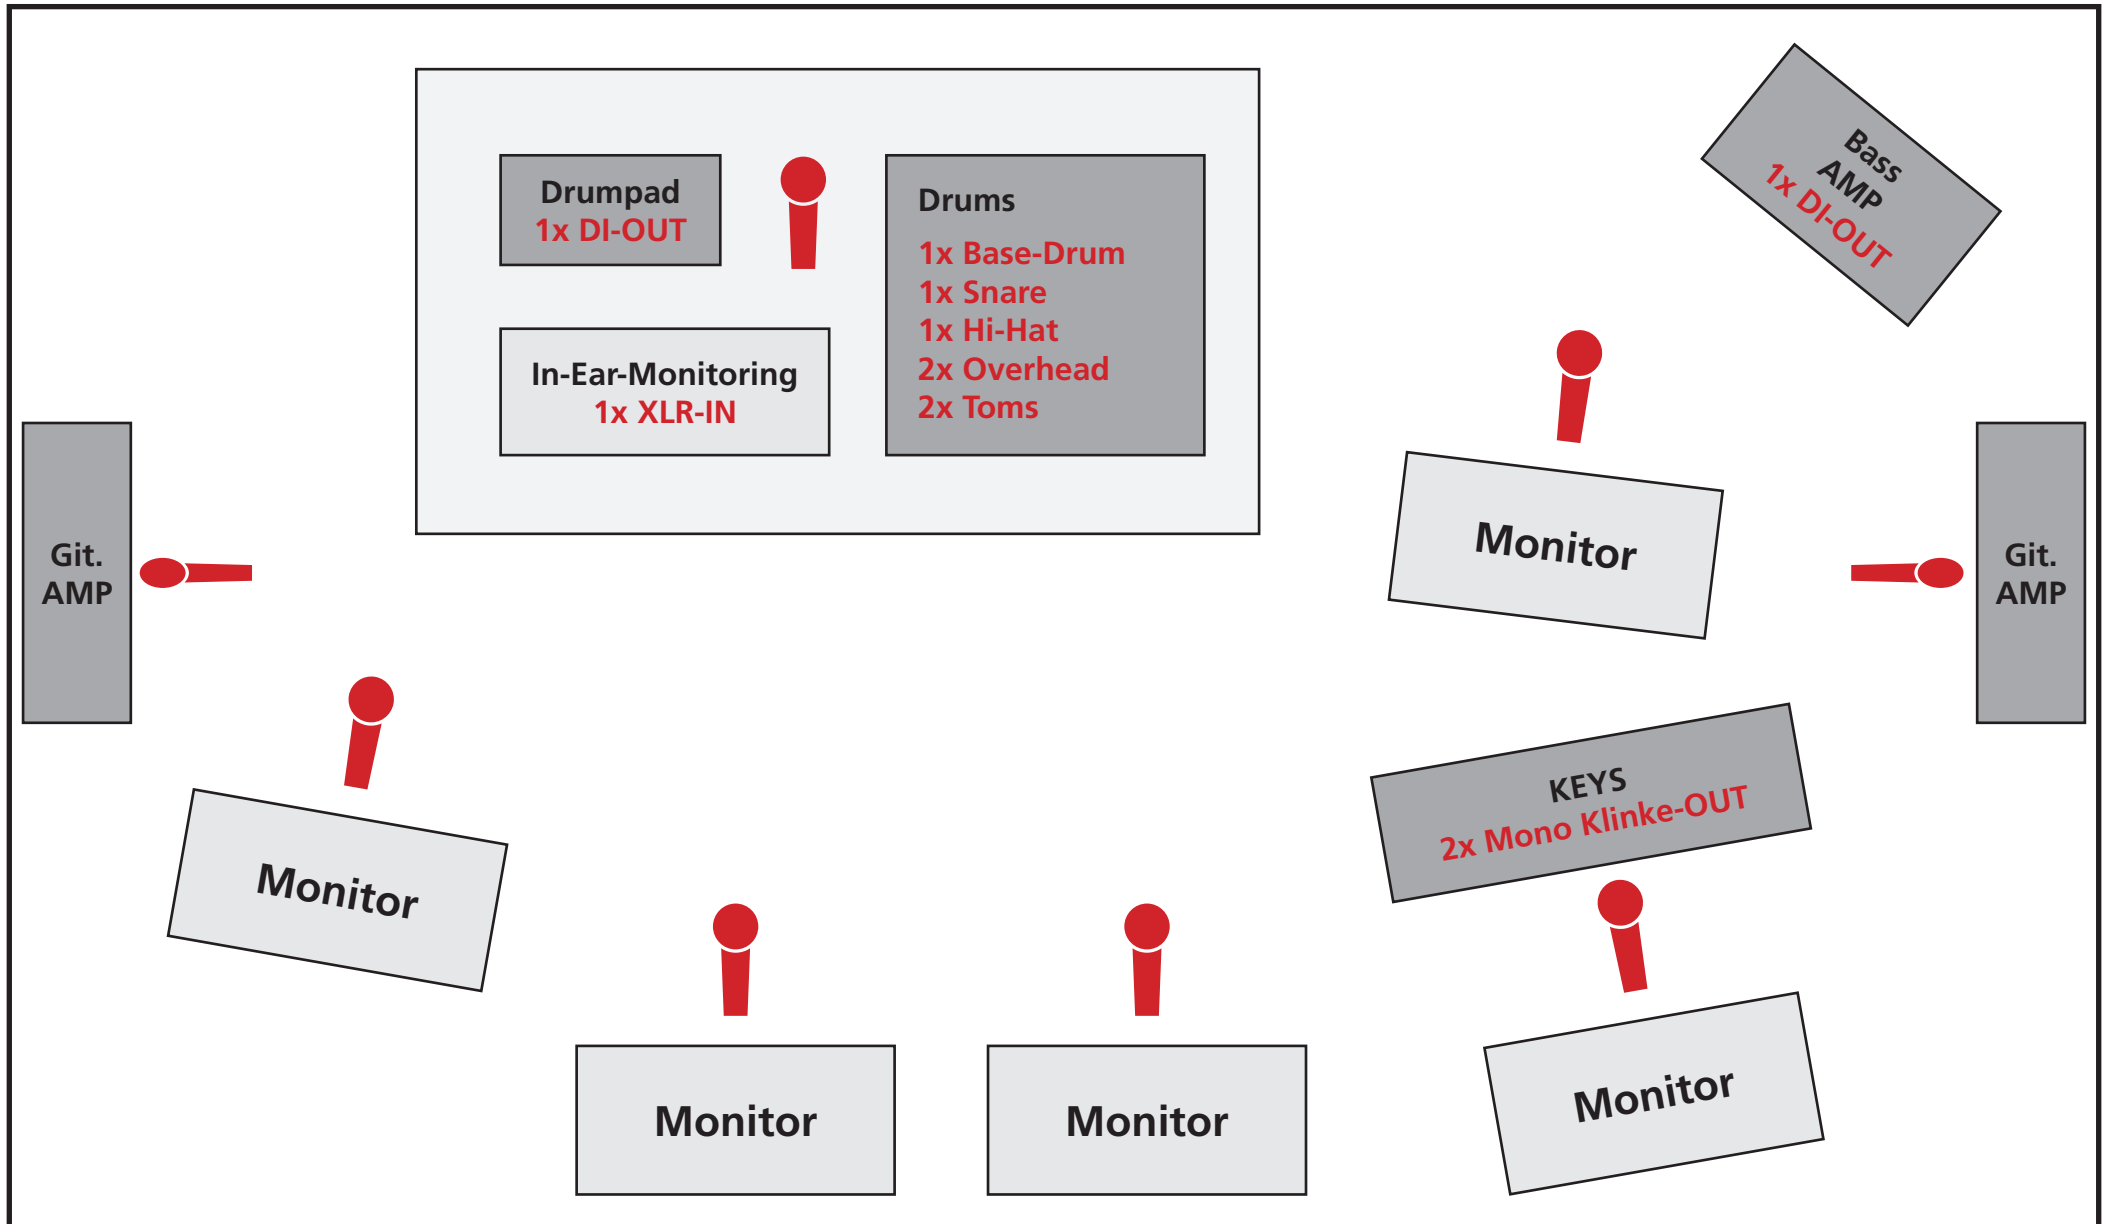 Drumpad
1x DI-OUT
Drums
1x Base-Drum
1x Snare
1x Hi-Hat
2x Overhead
2x Toms
In-Ear-Monitoring
1x XLR-IN
Bass
AMP
1x DI-OUT
Git.
AMP
Monitor
Git.
AMP
KEYS
2x Mono Klinke-OUT
Monitor
Monitor
Monitor
Monitor